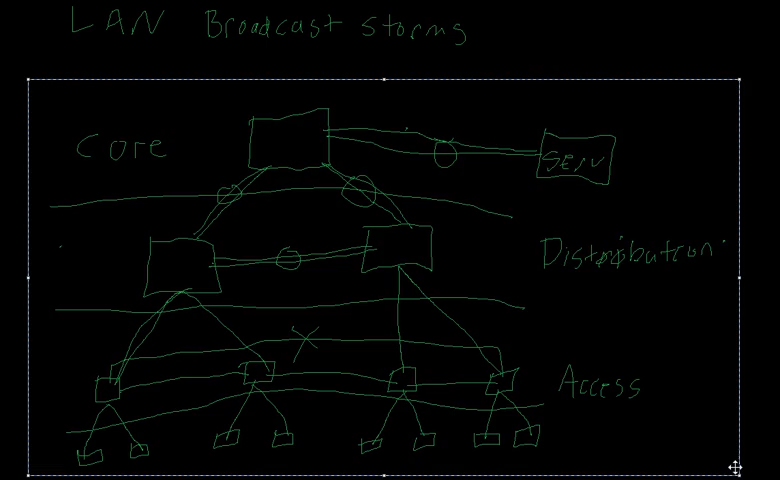 LAN Broadcast storms
Core
Serv
Distribution
Access